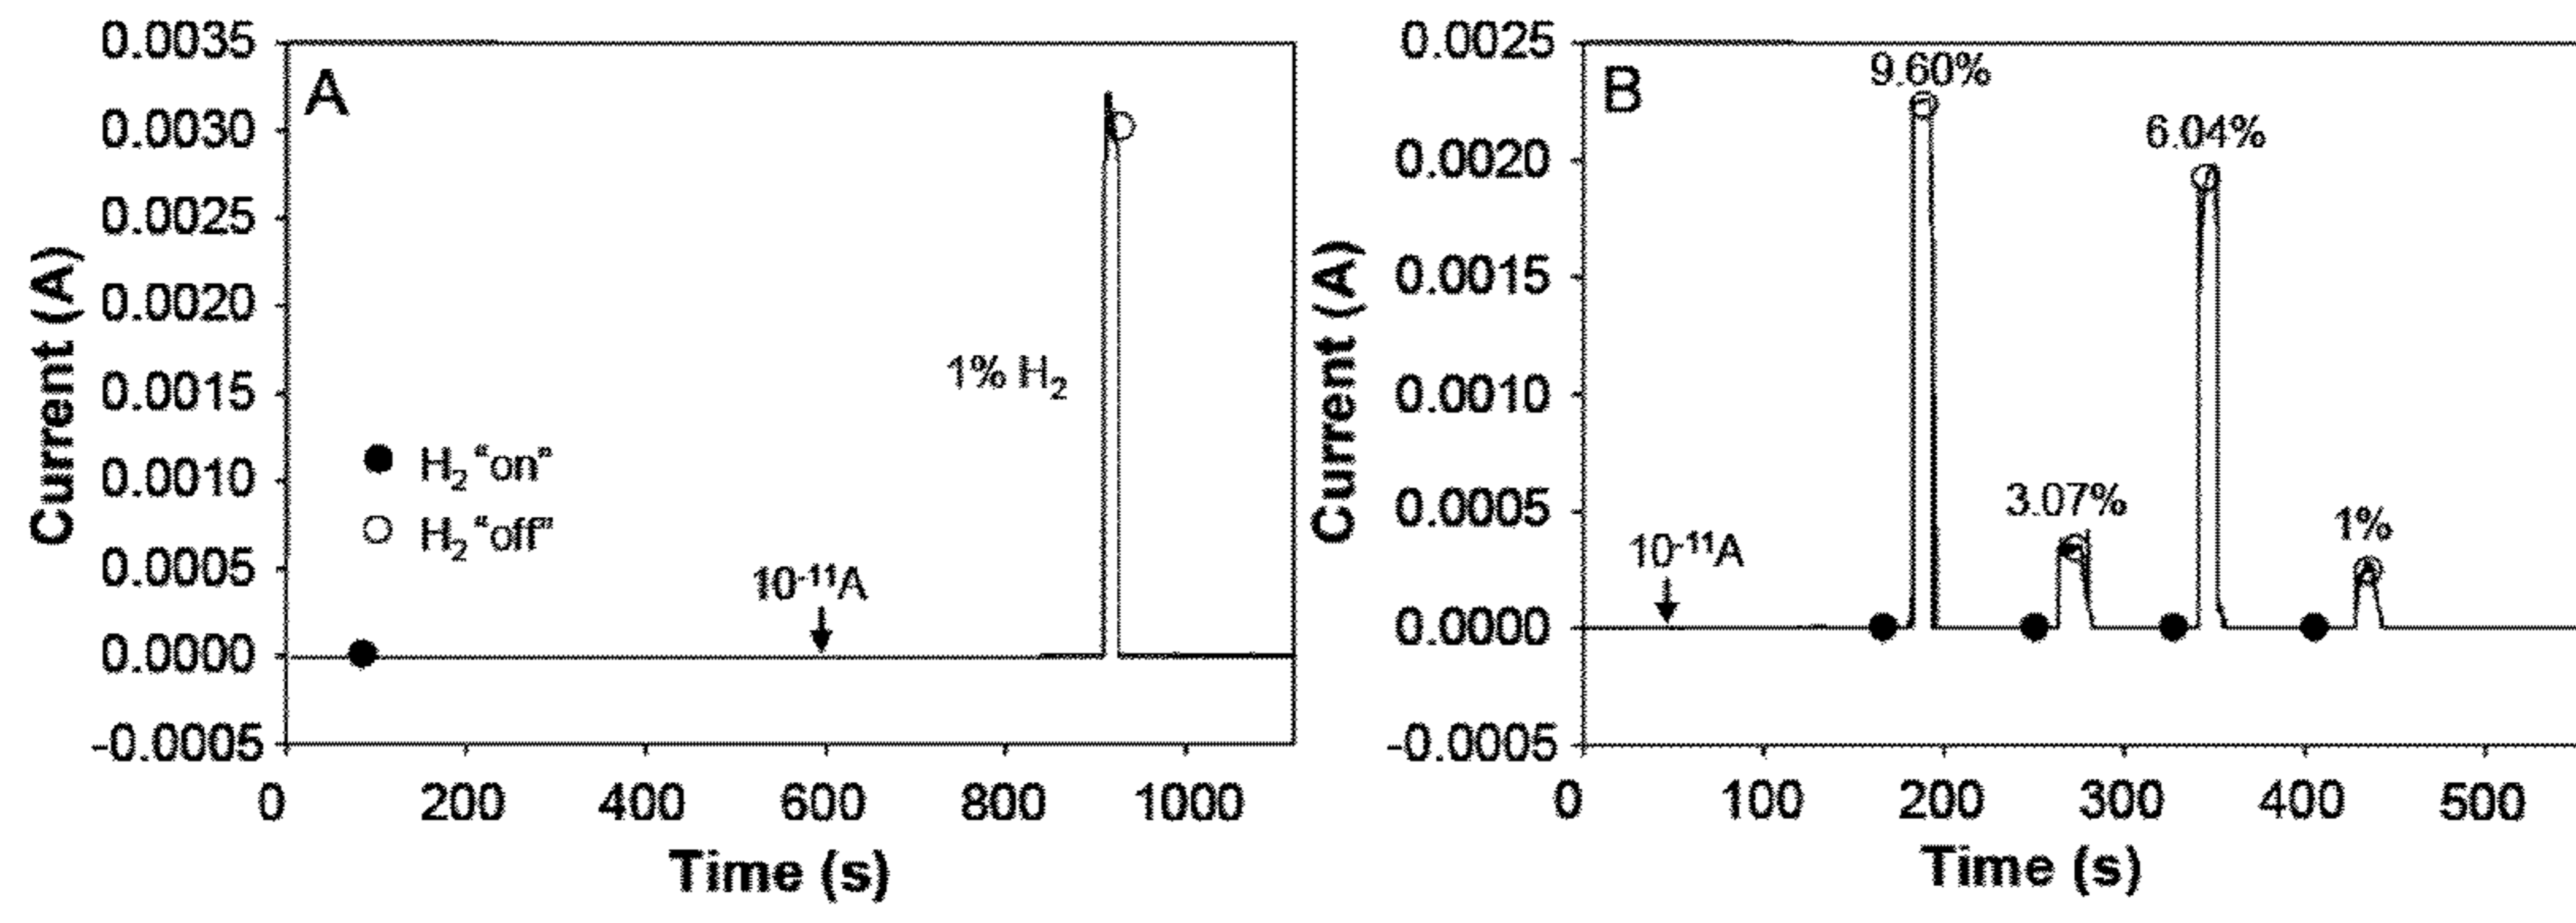 0.0035
0.0030
0.0025
0.0020
0.0015
0.0010
0.0005
0.0000
-0.0005
Current (A)
A
1% H₂
H₂ “on”
H₂ “off”
10⁻¹¹A
0 200 400 600 800 1000
Time (s)
0.0025
0.0020
0.0015
0.0010
0.0005
0.0000
-0.0005
Current (A)
B
9.60%
6.04%
3.07%
1%
10⁻¹¹A
0 100 200 300 400 500
Time (s)